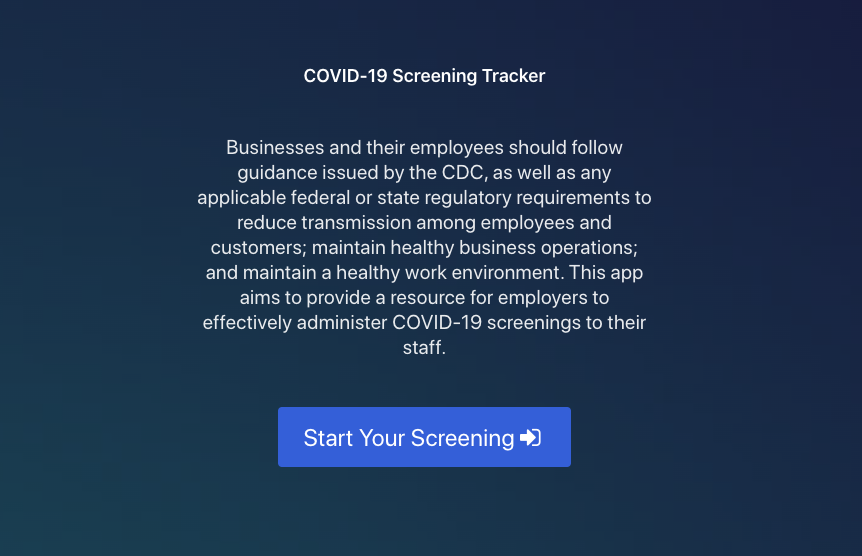 COVID-19 Screening Tracker
Businesses and their employees should follow
guidance issued by the CDC, as well as any
applicable federal or state regulatory requirements to
reduce transmission among employees and
customers; maintain healthy business operations;
and maintain a healthy work environment. This app
aims to provide a resource for employers to
effectively administer COVID-19 screenings to their
staff.
Start Your Screening